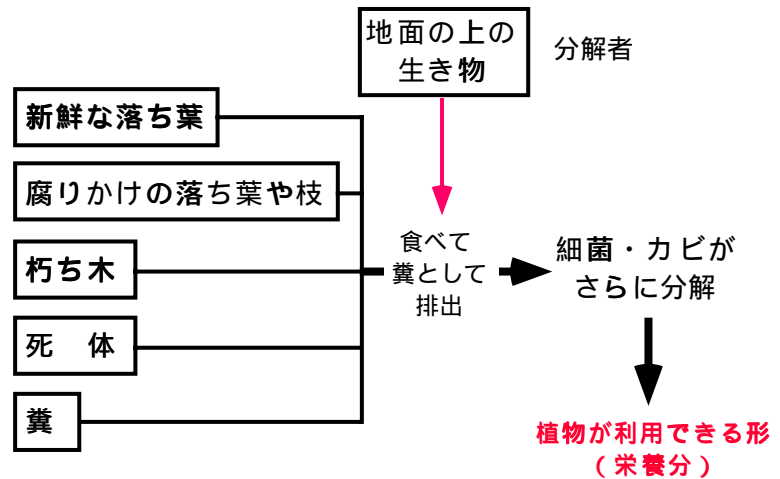 地面の上の
生き物
分解者
新鮮な落ち葉
腐りかけの落ち葉や枝
朽ち木
死　体
糞
食べて
糞として
排出
細菌・カビが
さらに分解
植物が利用できる形
（栄養分）